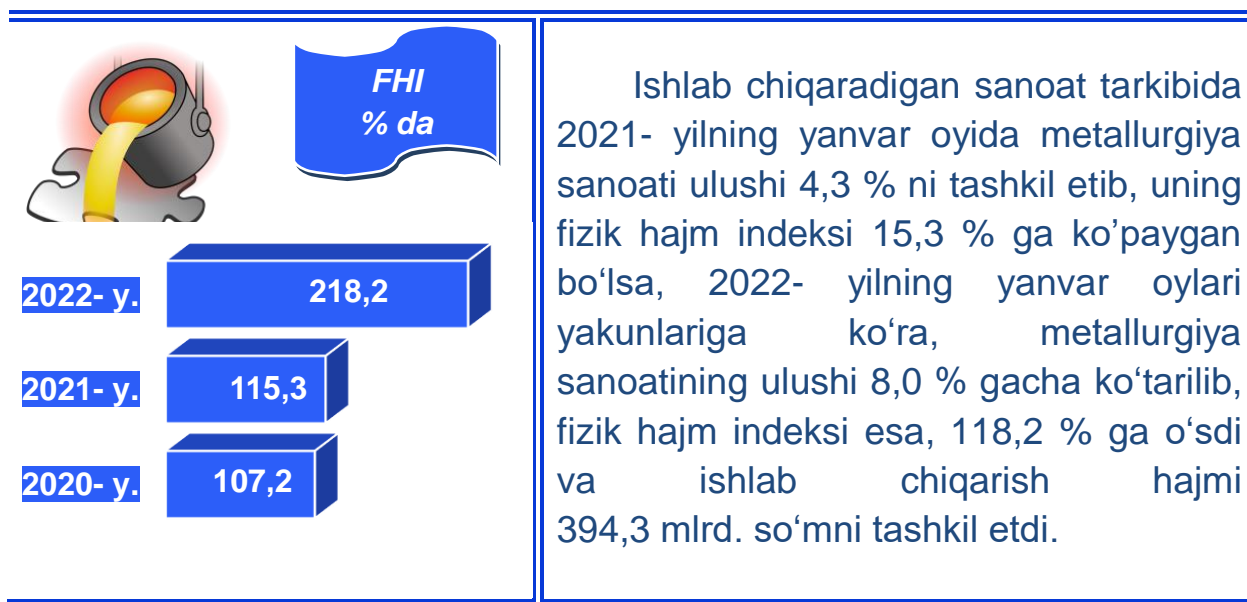 FHI
% da
2022- y.
218,2
2021- y.
115,3
2020- y.
107,2
Ishlab chiqaradigan sanoat tarkibida
2021- yilning yanvar oyida metallurgiya
sanoati ulushi 4,3 % ni tashkil etib, uning
fizik hajm indeksi 15,3 % ga ko’paygan
bo‘lsa, 2022- yilning yanvar oylari
yakunlariga ko‘ra, metallurgiya
sanoatining ulushi 8,0 % gacha ko‘tarilib,
fizik hajm indeksi esa, 118,2 % ga o‘sdi
va ishlab chiqarish hajmi
394,3 mlrd. so‘mni tashkil etdi.